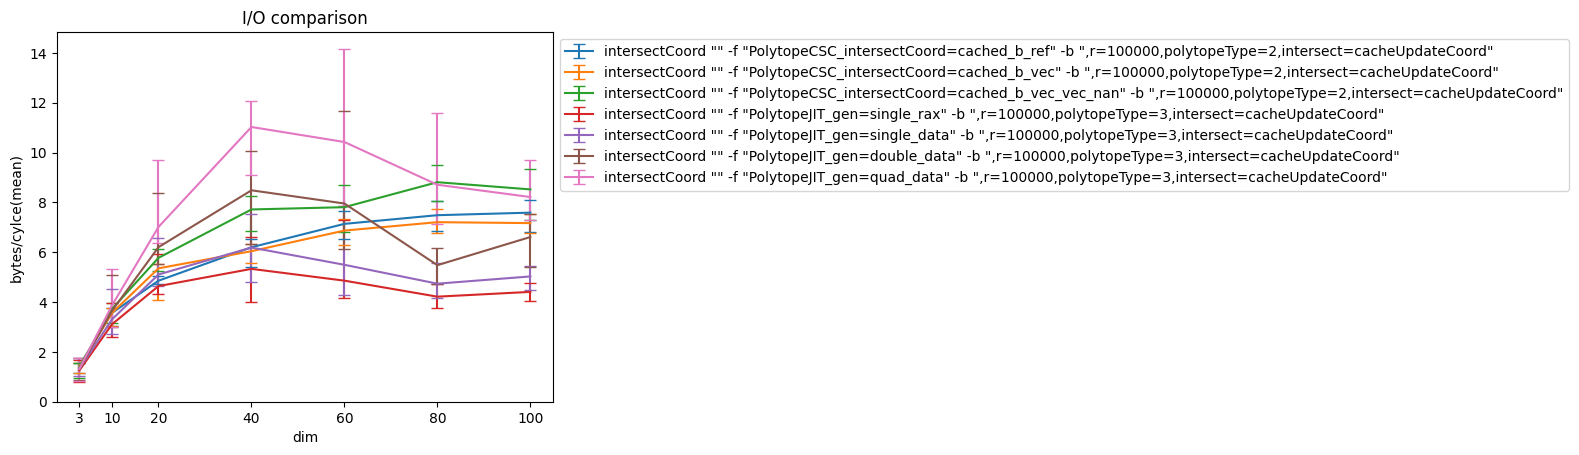 I/O comparison
bytes/cylce(mean)
14
12
10
8
6
4
2
0
3 10 20 40 60 80 100
dim
intersectCoord "" -f "PolytopeCSC_intersectCoord=cached_b_ref" -b ",r=100000,polytopeType=2,intersect=cacheUpdateCoord"
intersectCoord "" -f "PolytopeCSC_intersectCoord=cached_b_vec" -b ",r=100000,polytopeType=2,intersect=cacheUpdateCoord"
intersectCoord "" -f "PolytopeCSC_intersectCoord=cached_b_vec_vec_nan" -b ",r=100000,polytopeType=2,intersect=cacheUpdateCoord"
intersectCoord "" -f "PolytopeJIT_gen=single_rax" -b ",r=100000,polytopeType=3,intersect=cacheUpdateCoord"
intersectCoord "" -f "PolytopeJIT_gen=single_data" -b ",r=100000,polytopeType=3,intersect=cacheUpdateCoord"
intersectCoord "" -f "PolytopeJIT_gen=double_data" -b ",r=100000,polytopeType=3,intersect=cacheUpdateCoord"
intersectCoord "" -f "PolytopeJIT_gen=quad_data" -b ",r=100000,polytopeType=3,intersect=cacheUpdateCoord"